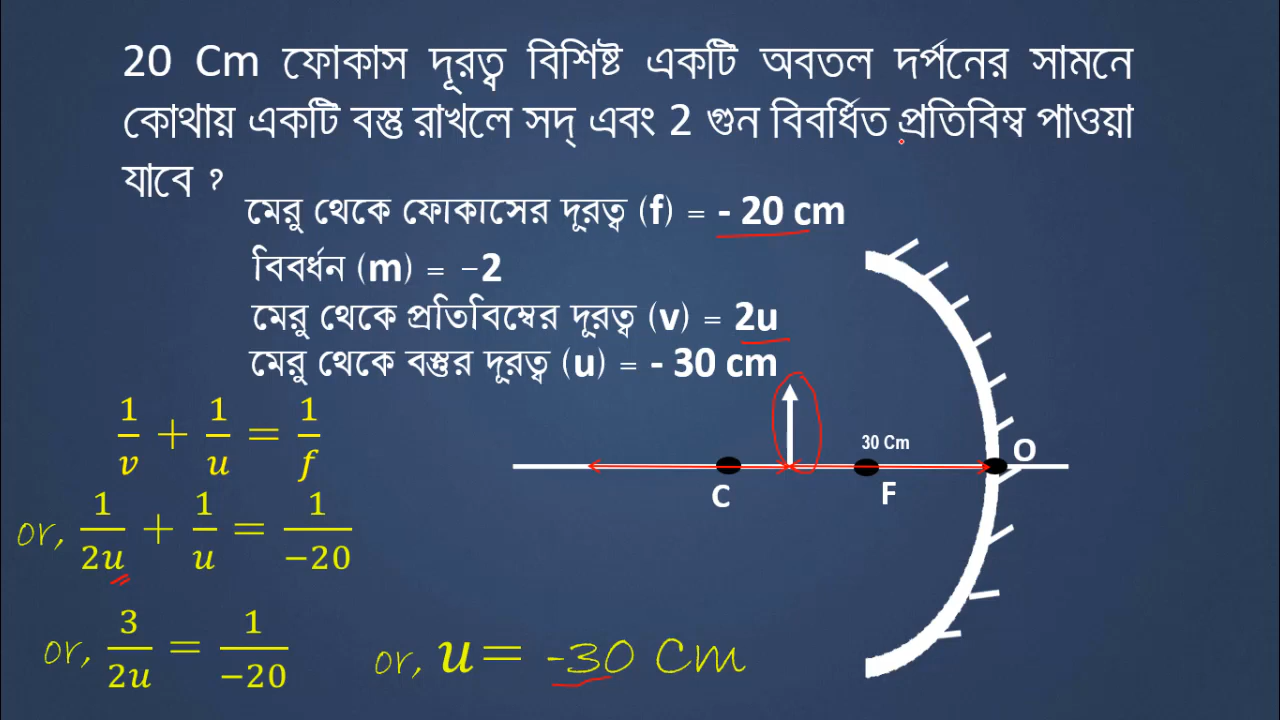 20 Cm ফোকাস দূরত্ব বিশিষ্ট একটি অবতল দর্পনের সামনে
কোথায় একটি বস্তু রাখলে সদ্ এবং 2 গুন বিবর্ধিত প্রতিবিম্ব পাওয়া
যাবে ?
মেরু থেকে ফোকাসের দূরত্ব (f) = - 20 cm
বিবর্ধন (m) = -2
মেরু থেকে প্রতিবিম্বের দূরত্ব (v) = 2u
মেরু থেকে বস্তুর দূরত্ব (u) = - 30 cm
1/v + 1/u = 1/f
or, 1/2u + 1/u = 1/−20
or, 3/2u = 1/−20
or, u= -30 Cm
30 Cm
O
C
F